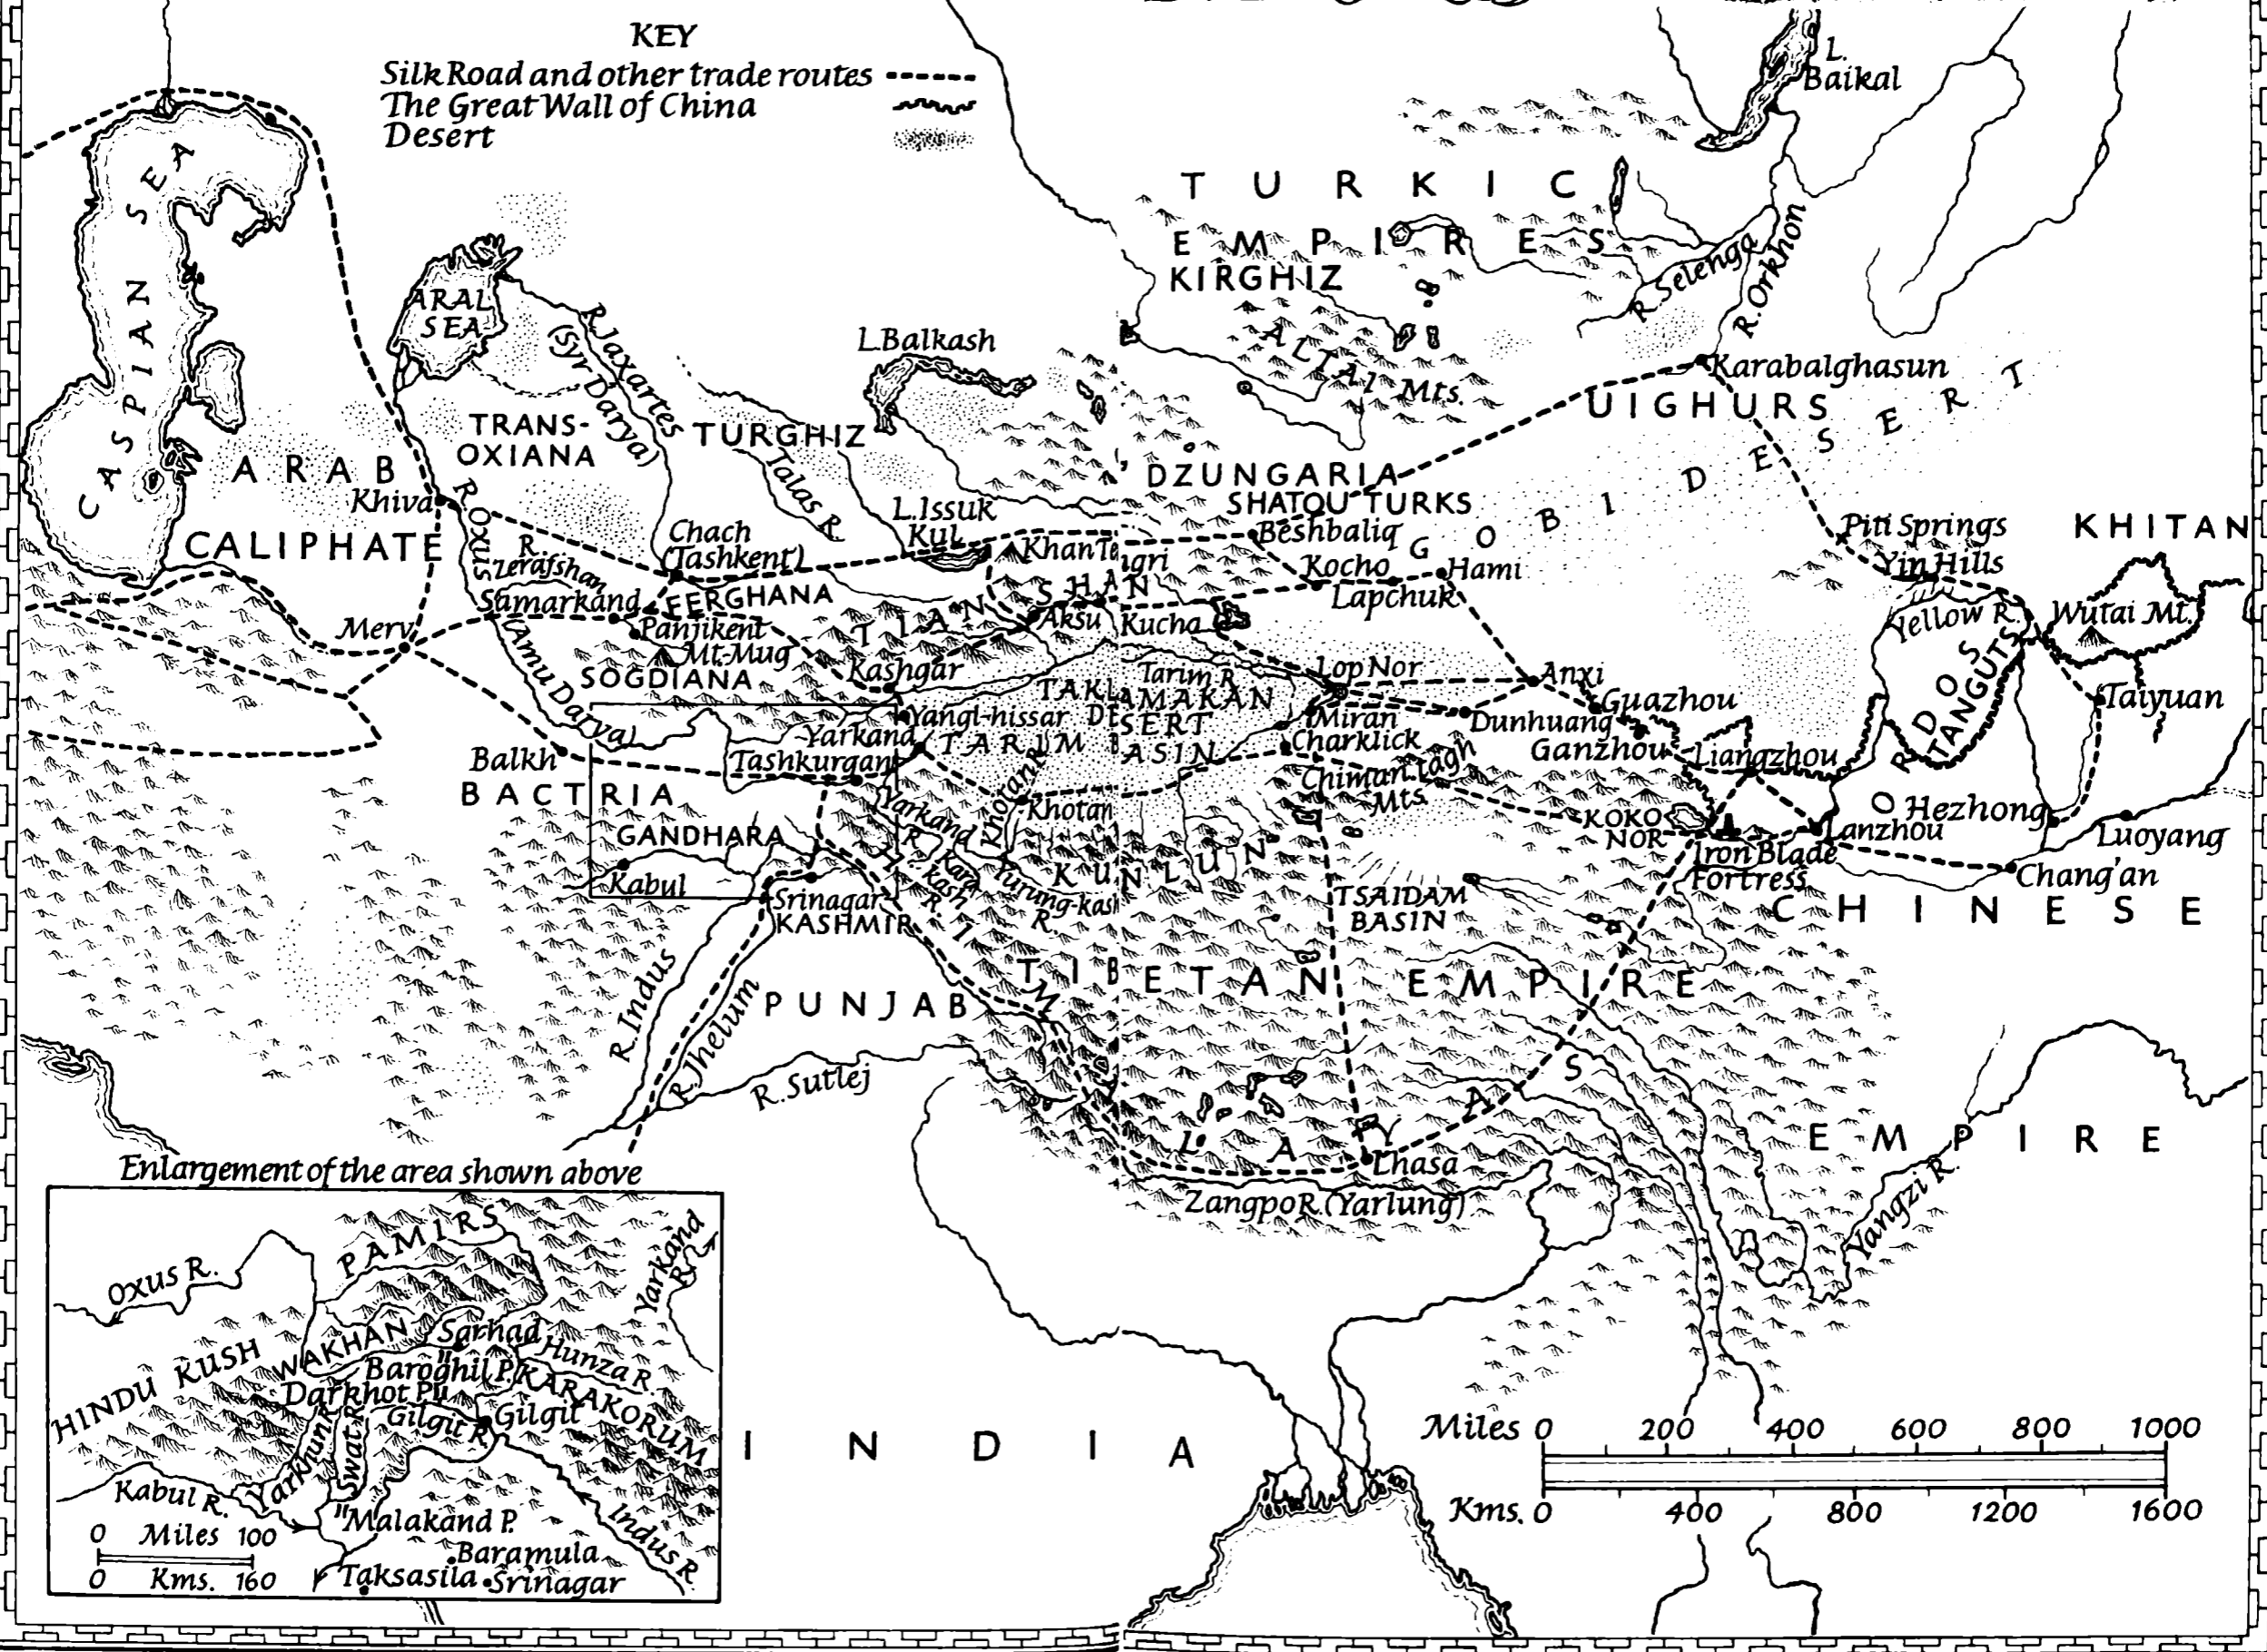 KEY
Silk Road and other trade routes
The Great Wall of China
Desert
L.
Baikal
CASPIAN SEA
TURKIC
EMPIRES
KIRGHIZ
R. Selenga
R. Orkhon
ARAL
SEA
R. Jaxartes
(Syr Darya)
L. Balkash
ALTAI Mts.
Karabalghasun
UIGHURS
GOBI DESERT
TRANS-
OXIANA
TURGHIZ
Talas R.
ARAB
CALIPHATE
Khiva
R. Oxus
(Amu Darya)
DZUNGARIA
SHATOU TURKS
Beshbaliq
L. Issuk
Kul
Khan Tengri
Chach
(Tashkent)
R.
Zerafshan
Samarkand
FERGHANA
Panjikent
Mt. Mug
SOGDIANA
Merv
TIAN SHAN
Aksu
Kucha
Kocho
Hami
Lapchuk
Piti Springs
KHITAN
Yin Hills
Yellow R.
Wutai Mt.
ORDOS
TANGUTS
Taiyuan
Kashgar
Tarim R.
Lop Nor
Anxi
Guazhou
TAKLAMAKAN
DESERT
Yangi-hissar
Yarkand
TARIM BASIN
Miran
Charklick
Dunhuang
Ganzhou
Liangzhou
Balkh
BACTRIA
Tashkurgan
Khotan R.
Khotan
Yarkand
R.
Chiman-tagh
Mts.
KOKO
NOR
Lanzhou
Hezhong
Luoyang
Iron Blade
Fortress
Chang'an
CHINESE
EMPIRE
GANDHARA
Kabul
Srinagar
KASHMIR
Kara-kash
R.
Yurung-kash
R.
KUNLUN
TSAIDAM
BASIN
TIBETAN EMPIRE
HIMALAYAS
PUNJAB
R. Indus
R. Jhelum
R. Sutlej
Lhasa
Zangpo R. (Yarlung)
Yangzi R.
INDIA
Enlargement of the area shown above
PAMIRS
Oxus R.
Yarkand
R.
HINDU KUSH
WAKHAN
Sarhad
Baroghil P.
Hunza R.
KARAKORUM
Darkhot P.
Gilgit R.
Gilgit
Yarkhun R.
Swat R.
Kabul R.
Malakand P.
Indus R.
Baramula
Taksasila
Srinagar
0 Miles 100
0 Kms. 160
Miles 0 200 400 600 800 1000
Kms. 0 400 800 1200 1600